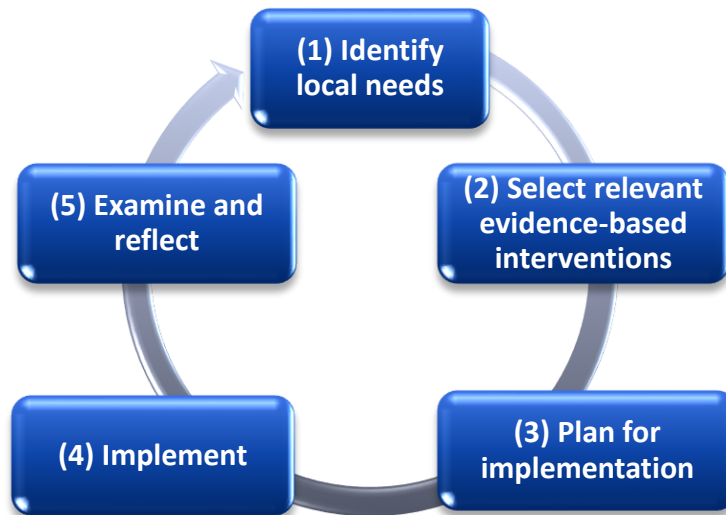 (1) Identify
local needs
(2) Select relevant
evidence-based
interventions
(3) Plan for
implementation
(4) Implement
(5) Examine and
reflect